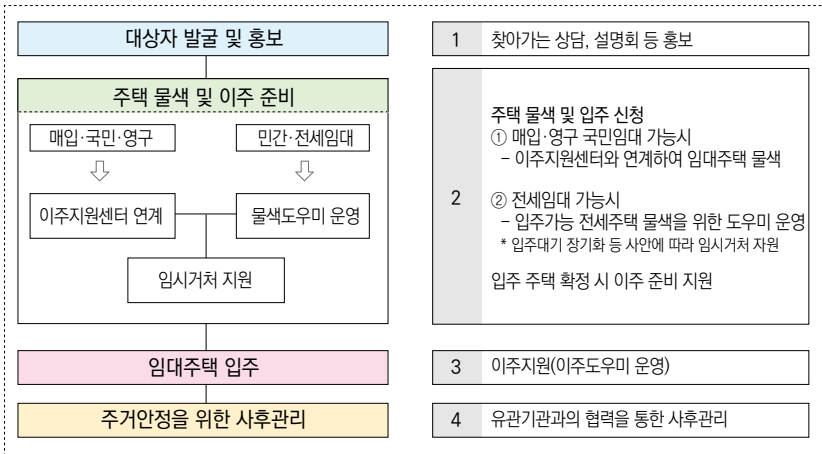 대상자 발굴 및 홍보
주택 물색 및 이주 준비
매입·국민·영구
민간·전세임대
이주지원센터 연계
물색도우미 운영
임시거처 지원
임대주택 입주
주거안정을 위한 사후관리
1 찾아가는 상담, 설명회 등 홍보
2
주택 물색 및 입주 신청
① 매입·영구 국민임대 가능시
- 이주지원센터와 연계하여 임대주택 물색
② 전세임대 가능시
- 입주가능 전세주택 물색을 위한 도우미 운영
* 입주대기 장기화 등 사안에 따라 임시거처 자원
입주 주택 확정 시 이주 준비 지원
3 이주지원(이주도우미 운영)
4 유관기관과의 협력을 통한 사후관리